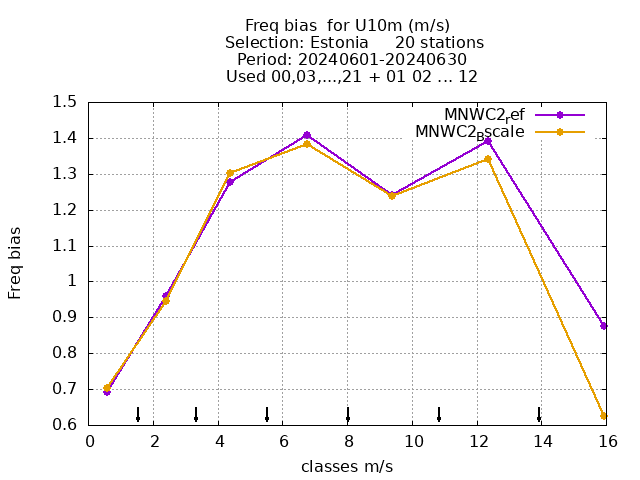 Freq bias  for U10m (m/s)
Selection: Estonia     20 stations
Period: 20240601-20240630
Used 00,03,...,21 + 01 02 ... 12
MNWC2_ref
MNWC2_Bscale
1.5
1.4
1.3
1.2
1.1
1
0.9
0.8
0.7
0.6
Freq bias
0 2 4 6 8 10 12 14 16
classes m/s